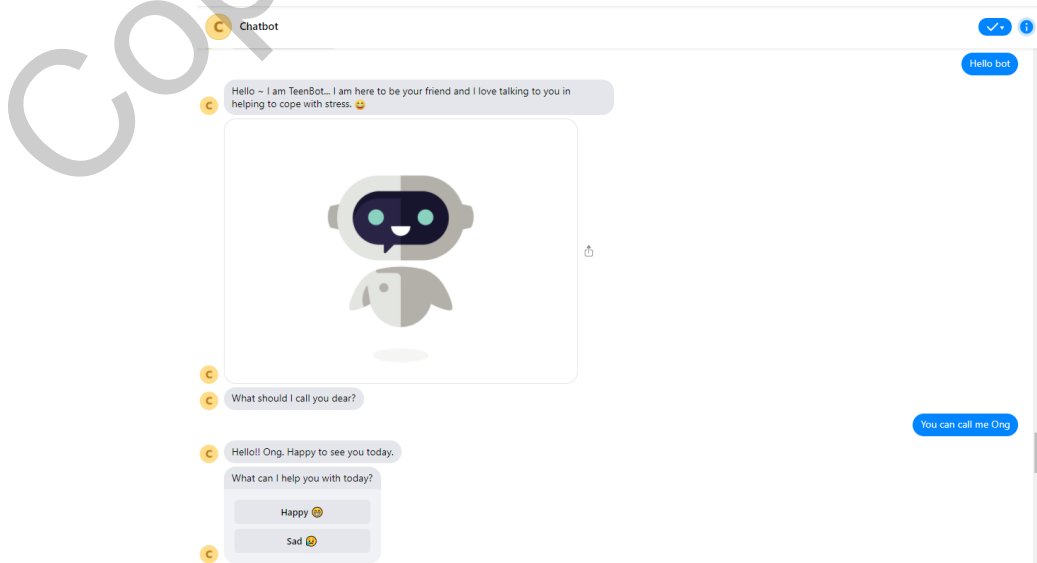 C Chatbot
Hello bot
Hello ~ I am TeenBot... I am here to be your friend and I love talking to you in
helping to cope with stress. 😄
C
C
What should I call you dear?
C
You can call me Ong
Hello!! Ong. Happy to see you today.
C
What can I help you with today?
Happy 😁
Sad 😥
C
Cop